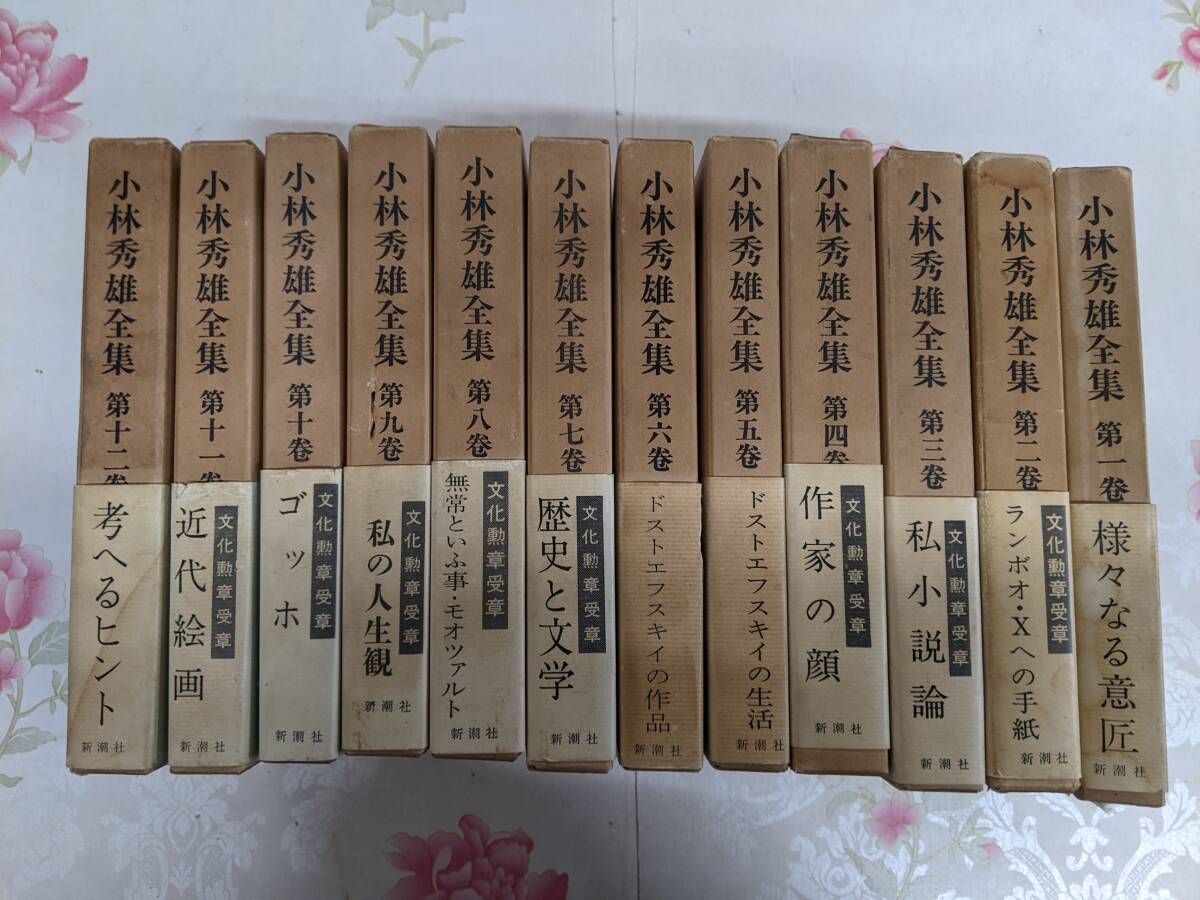 小林秀雄全集 第一巻
様々なる意匠
新潮社
小林秀雄全集 第二巻
文化勲章受章
ランボオ・Xへの手紙
新潮社
小林秀雄全集 第三巻
文化勲章受章
私小説論
新潮社
小林秀雄全集 第四巻
文化勲章受章
作家の顔
新潮社
小林秀雄全集 第五巻
ドストエフスキイの生活
新潮社
小林秀雄全集 第六巻
ドストエフスキイの作品
新潮社
小林秀雄全集 第七巻
文化勲章受章
歴史と文学
新潮社
小林秀雄全集 第八巻
文化勲章受章
無常といふ事・モオツァルト
新潮社
小林秀雄全集 第九巻
文化勲章受章
私の人生観
新潮社
小林秀雄全集 第十巻
文化勲章受章
ゴッホ
新潮社
小林秀雄全集 第十一巻
文化勲章受章
近代絵画
新潮社
小林秀雄全集 第十二巻
考へるヒント
新潮社